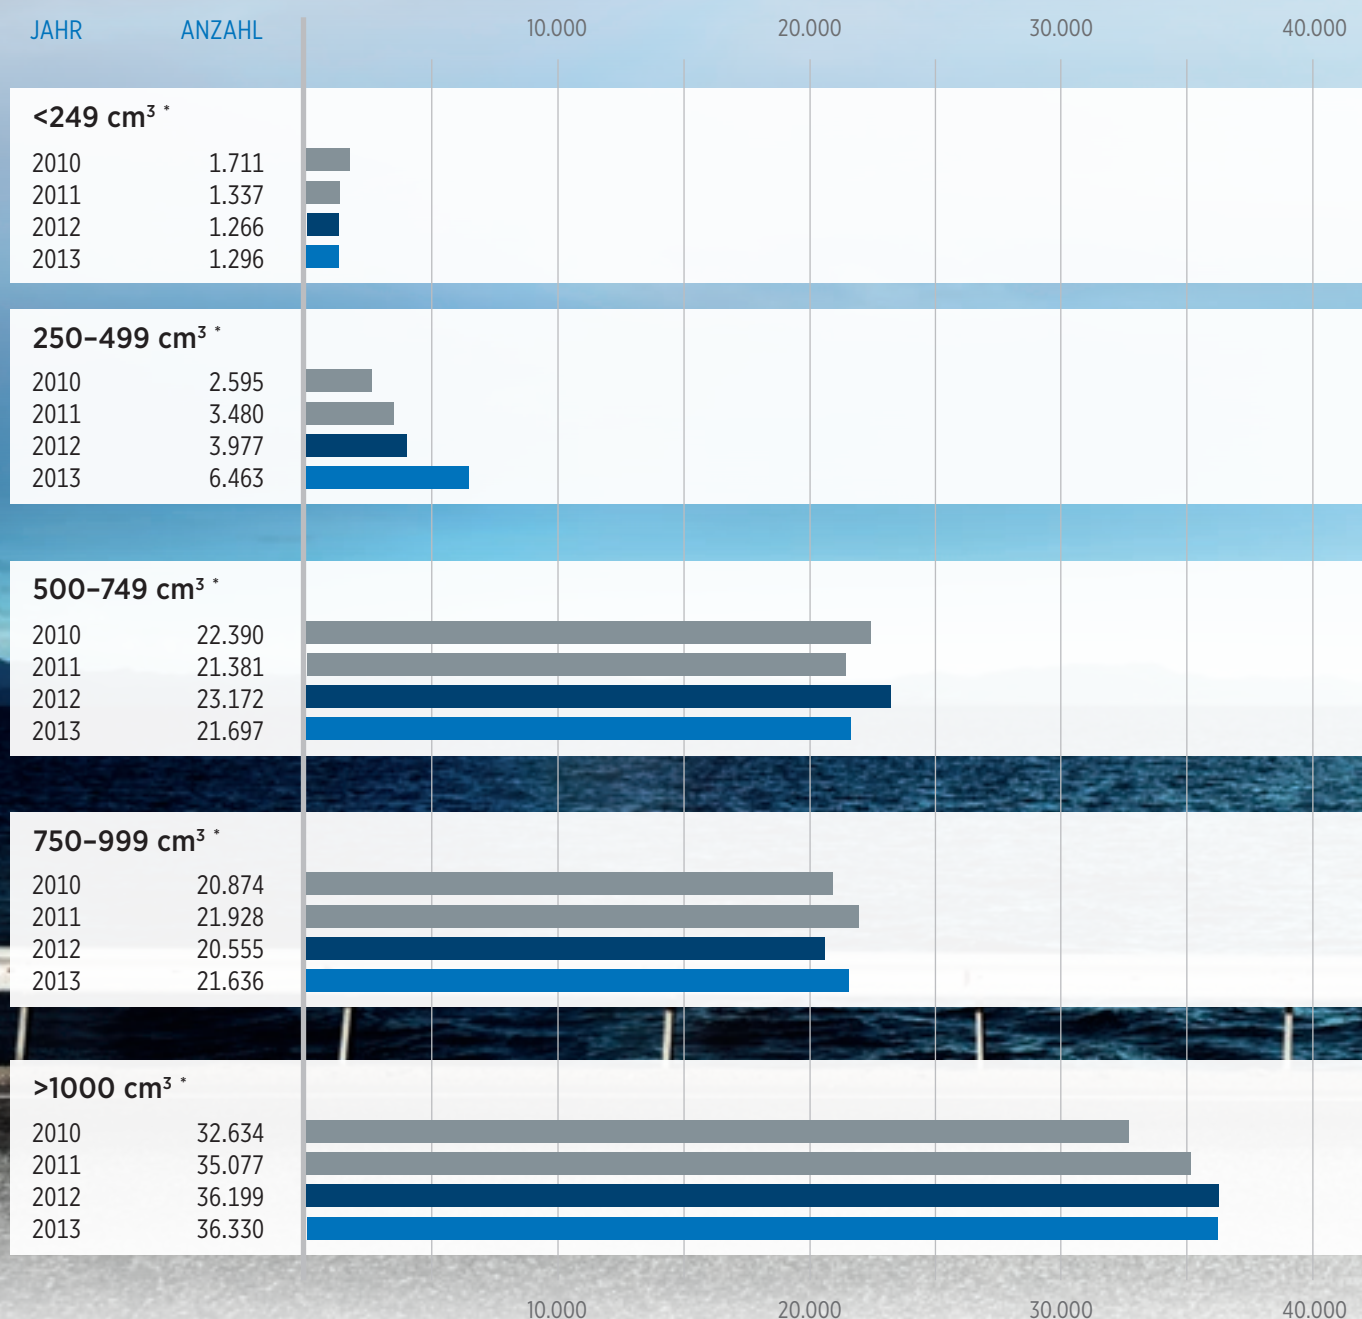 JAHR ANZAHL 10.000 20.000 30.000 40.000
<249 cm³ *
2010 1.711
2011 1.337
2012 1.266
2013 1.296
250–499 cm³ *
2010 2.595
2011 3.480
2012 3.977
2013 6.463
500–749 cm³ *
2010 22.390
2011 21.381
2012 23.172
2013 21.697
750–999 cm³ *
2010 20.874
2011 21.928
2012 20.555
2013 21.636
>1000 cm³ *
2010 32.634
2011 35.077
2012 36.199
2013 36.330
10.000 20.000 30.000 40.000